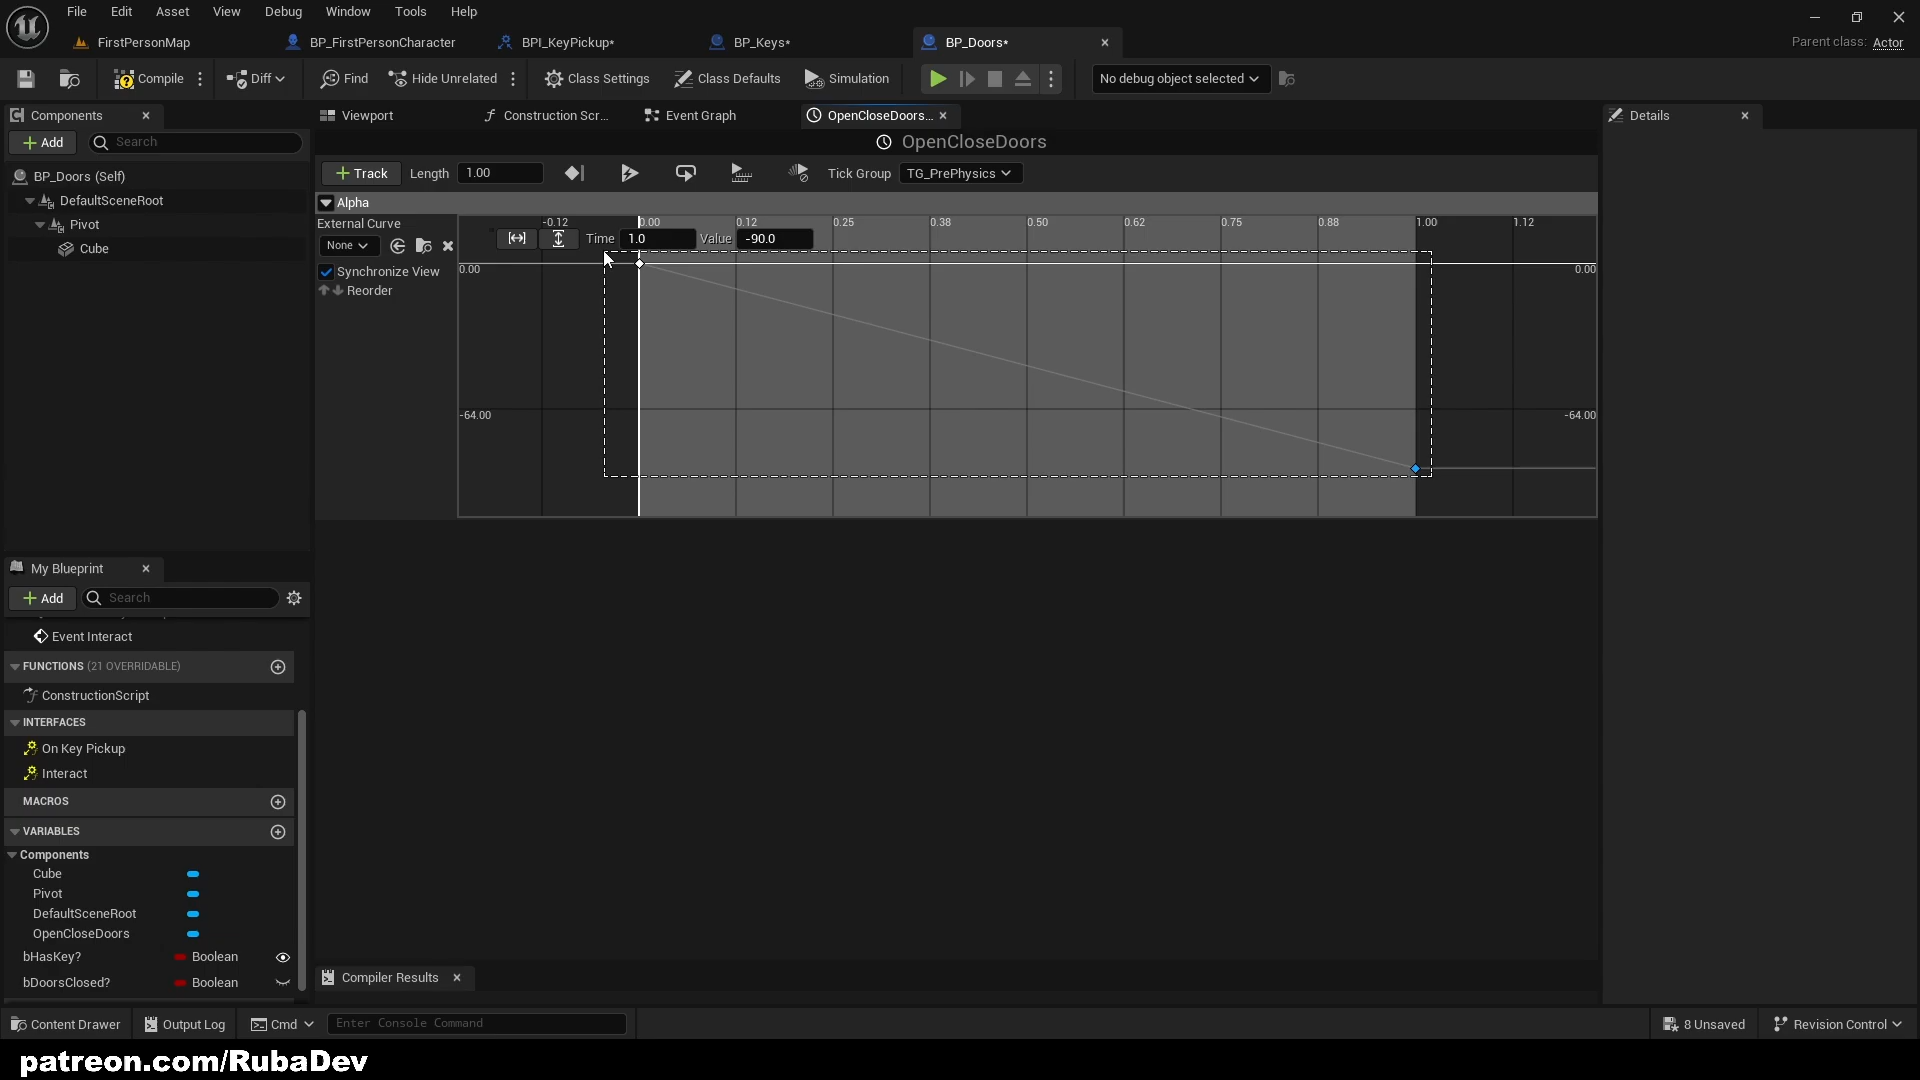 File Edit Asset View Debug Window Tools Help
FirstPersonMap BP_FirstPersonCharacter BPI_KeyPickup* BP_Keys* BP_Doors*
Parent class: Actor
Compile Diff Find Hide Unrelated Class Settings Class Defaults Simulation No debug object selected
Components Viewport Construction Scr... Event Graph OpenCloseDoors... Details
Add Search OpenCloseDoors
Track Length 1.00 Tick Group TG_PrePhysics
BP_Doors (Self)
DefaultSceneRoot
Pivot
Cube
Alpha
External Curve
None
Synchronize View
Reorder
-0.12 0.00 0.12 0.25 0.38 0.50 0.62 0.75 0.88 1.00 1.12
Time 1.0 Value -90.0
0.00 0.00
-64.00 -64.00
My Blueprint
Add Search
Event Interact
FUNCTIONS (21 OVERRIDABLE)
ConstructionScript
INTERFACES
On Key Pickup
Interact
MACROS
VARIABLES
Components
Cube
Pivot
DefaultSceneRoot
OpenCloseDoors
bHasKey? Boolean
bDoorsClosed? Boolean
Compiler Results
Content Drawer Output Log Cmd Enter Console Command 8 Unsaved Revision Control
patreon.com/RubaDev